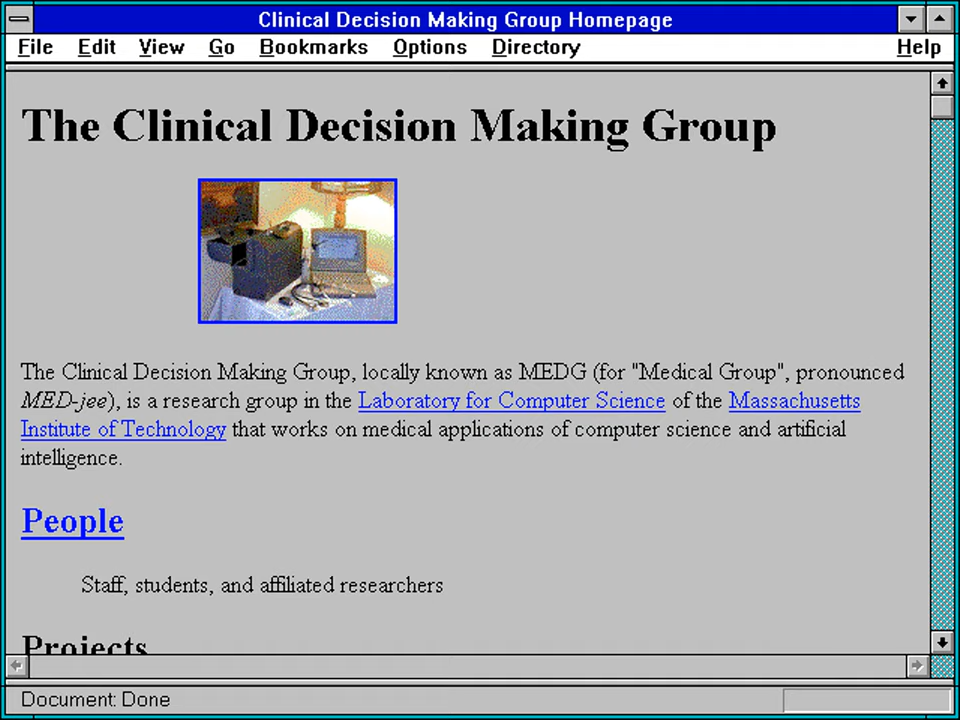 Clinical Decision Making Group Homepage
File Edit View Go Bookmarks Options Directory Help
The Clinical Decision Making Group
The Clinical Decision Making Group, locally known as MEDG (for "Medical Group", pronounced
MED-jee), is a research group in the Laboratory for Computer Science of the Massachusetts
Institute of Technology that works on medical applications of computer science and artificial
intelligence.
People
Staff, students, and affiliated researchers
Projects
Document: Done